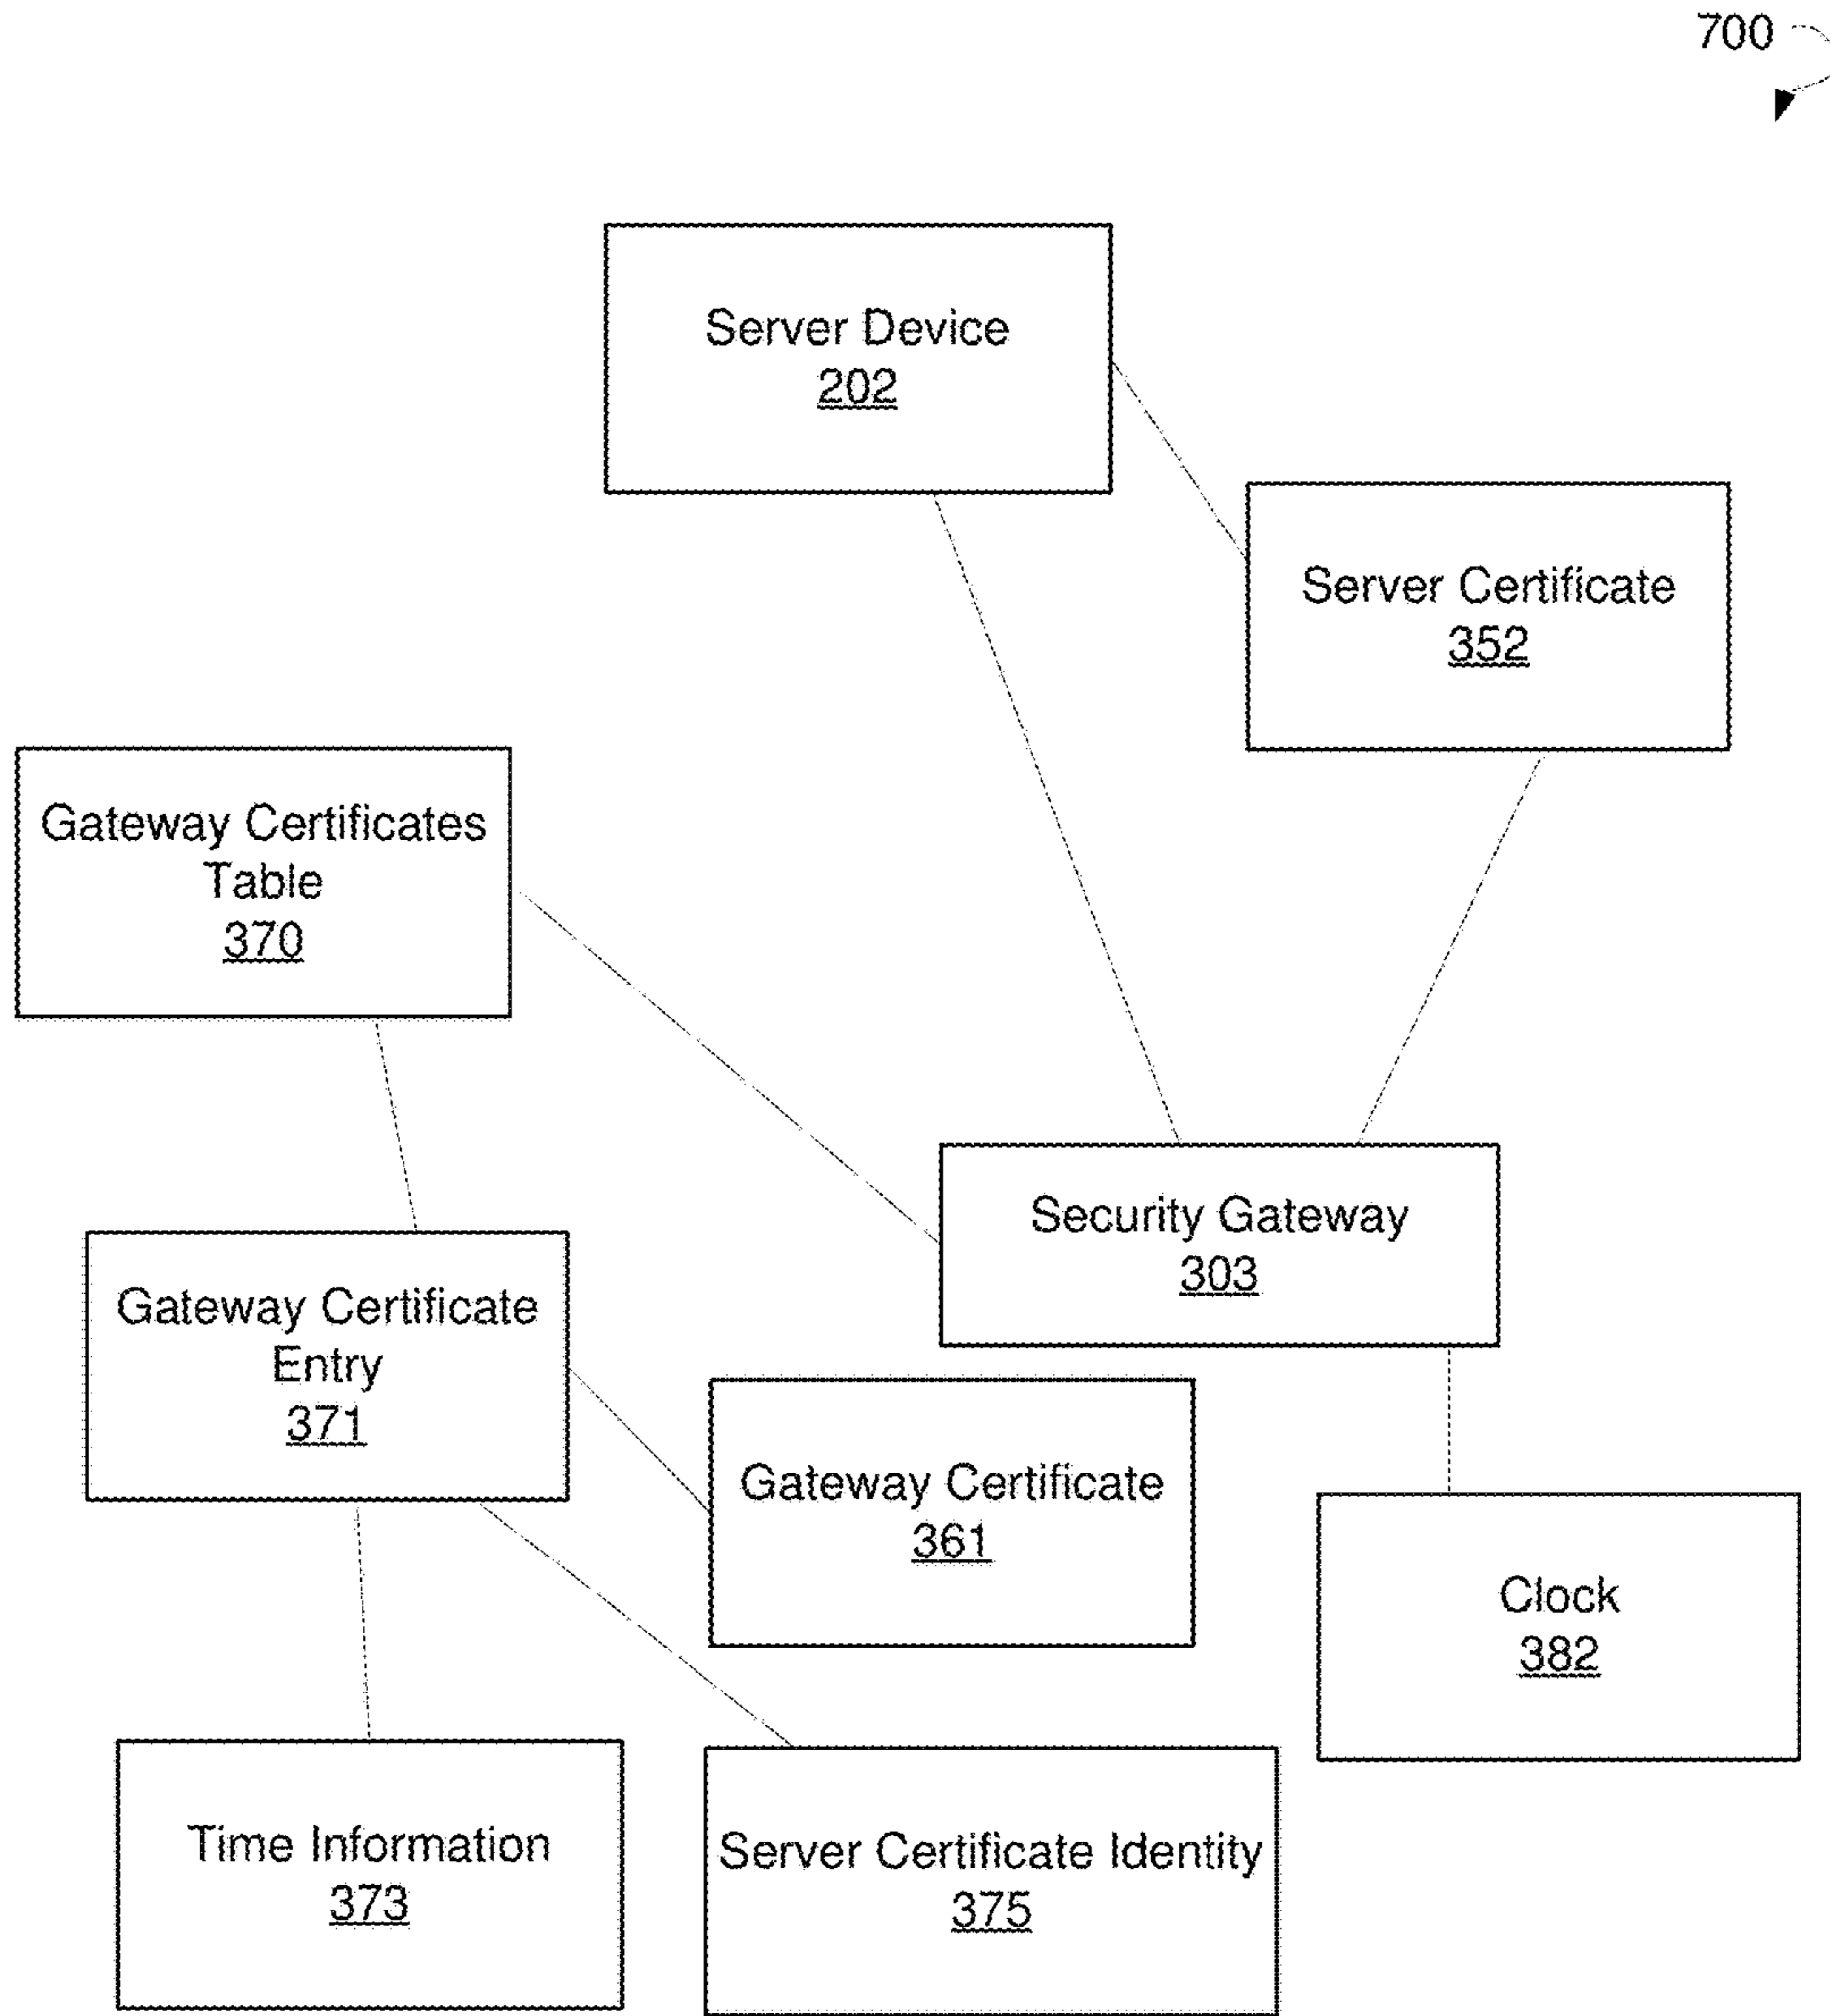 700
Server Device
202
Server Certificate
352
Gateway Certificates
Table
370
Security Gateway
303
Gateway Certificate
Entry
371
Gateway Certificate
361
Clock
382
Time Information
373
Server Certificate Identity
375